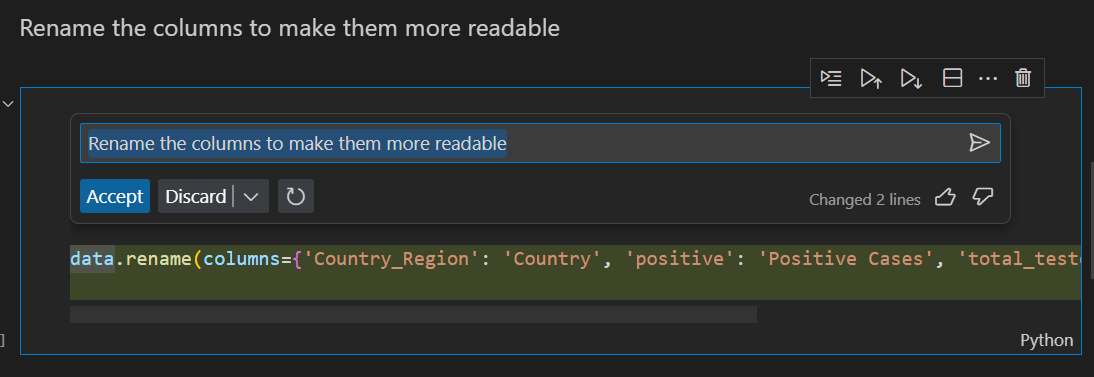 Rename the columns to make them more readable
Rename the columns to make them more readable
Accept Discard Changed 2 lines
data.rename(columns={'Country_Region': 'Country', 'positive': 'Positive Cases', 'total_teste
]
Python